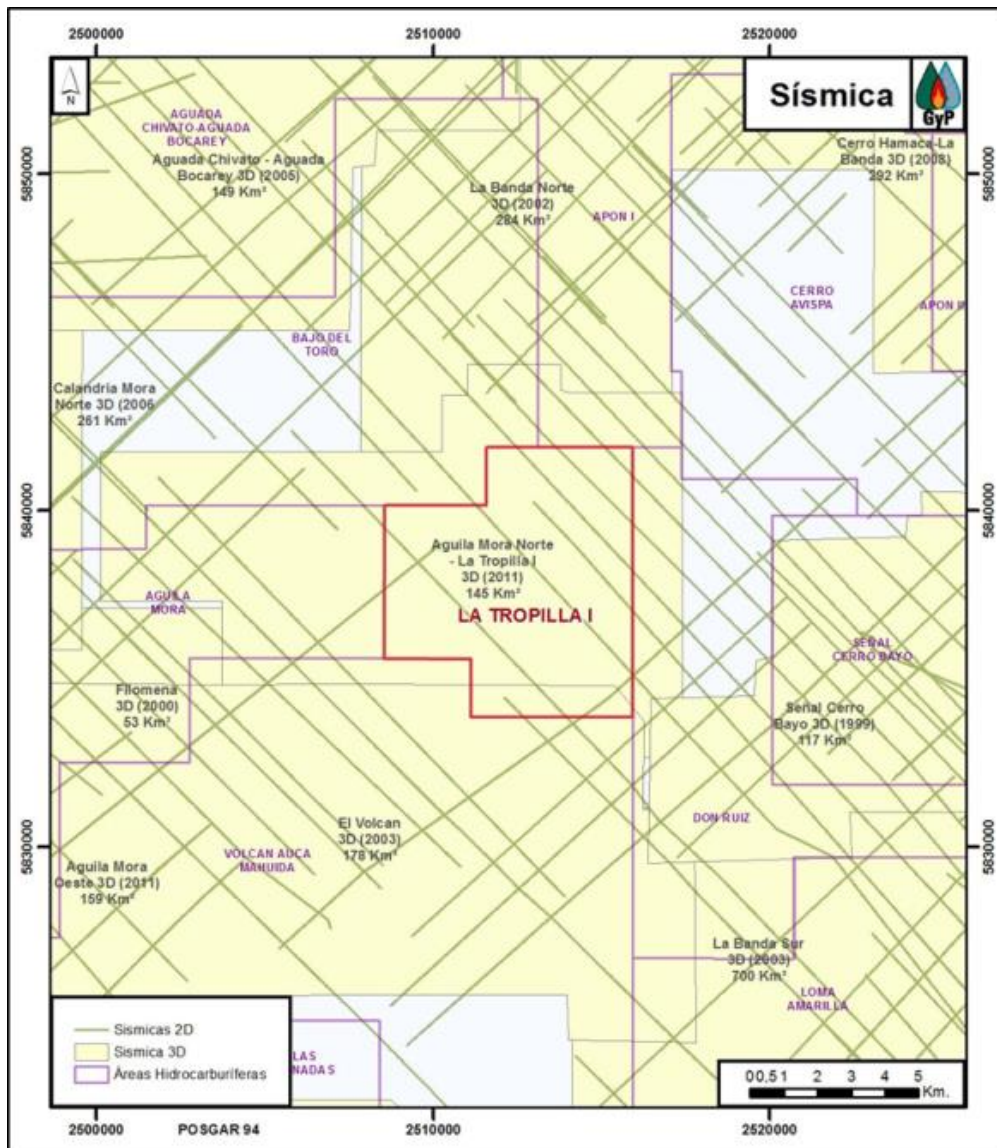 2500000
2510000
2520000
N
Sísmica
GyP
AGUADA
CHIVATO-AGUADA
BOCAREY
Aguada Chivato - Aguada
Bocarey 3D (2005)
149 Km²
Cerro Hamaca-La
Banda 3D (2008)
292 Km²
5850000
5850000
La Banda Norte
3D (2002)
284 Km²
APON I
CERRO
AVISPA
BAJO DEL
TORO
Calandria Mora
Norte 3D (2006
261 Km²
5840000
5840000
Aguila Mora Norte
- La Tropilla I
3D (2011)
145 Km²
LA TROPILLA I
AGUILA
MORA
SEÑAL
CERRO BAYO
Filomena
3D (2000)
53 Km²
Señal Cerro
Bayo 3D (1999)
117 Km²
El Volcan
3D (2003)
178 Km²
DON RUIZ
5830000
5830000
VOLCAN AUCA
MAHUIDA
Aguila Mora
Oeste 3D (2011)
159 Km²
La Banda Sur
3D (2003)
700 Km²
LOMA
AMARILLA
Sismicas 2D
Sismica 3D
Áreas Hidrocarburíferas
LAS
NADAS
0 0,5 1 2 3 4 5
Km.
2500000
POSGAR 94
2510000
2520000